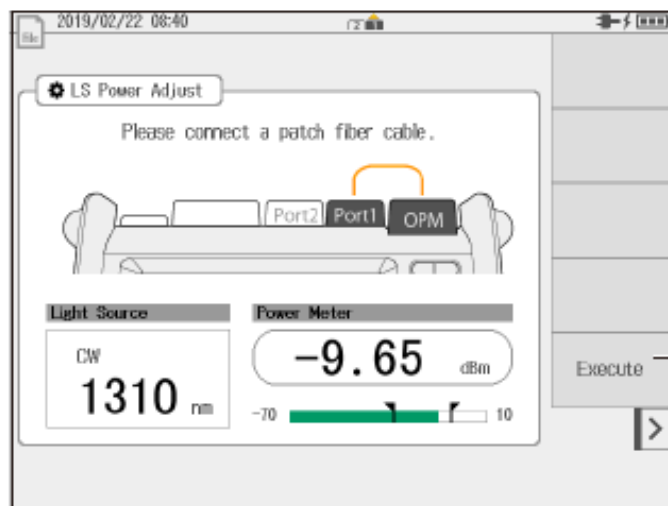 2019/02/22 08:40
File
LS Power Adjust
Please connect a patch fiber cable.
Port2 Port1 OPM
Light Source
Power Meter
CW
1310 nm
-9.65 dBm
-70 10
Execute